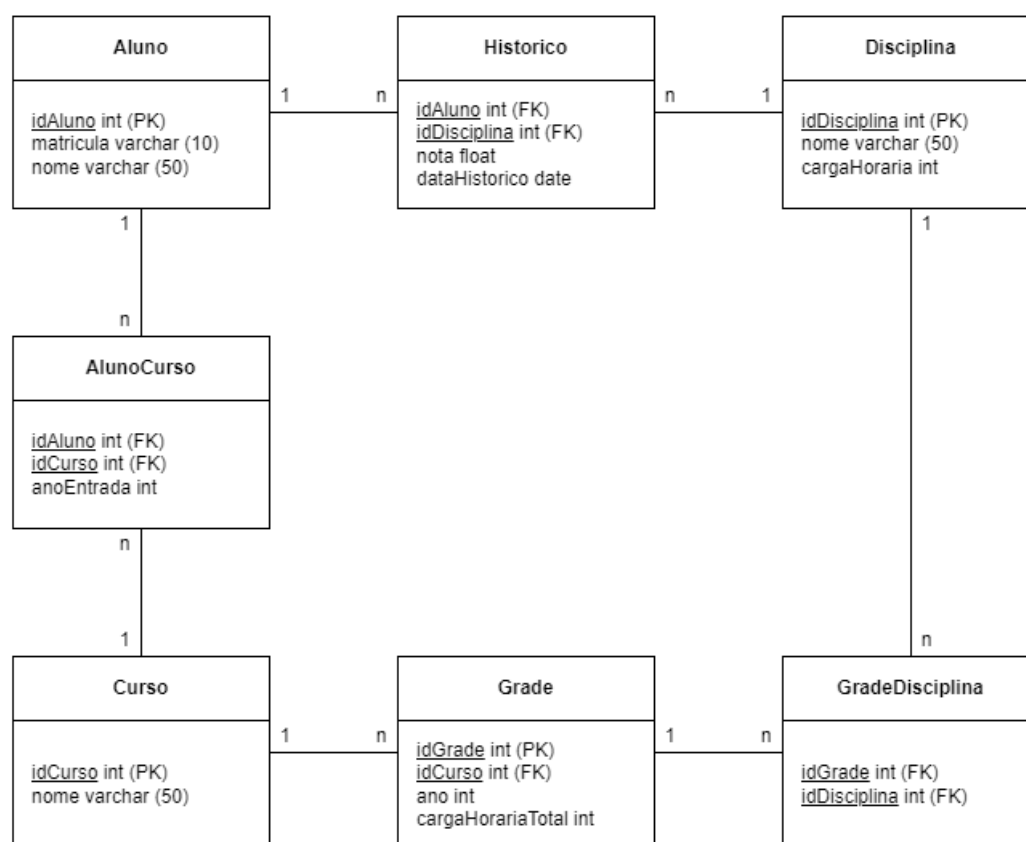 Aluno
idAluno int (PK)
matricula varchar (10)
nome varchar (50)
1
n
Historico
idAluno int (FK)
idDisciplina int (FK)
nota float
dataHistorico date
n
1
Disciplina
idDisciplina int (PK)
nome varchar (50)
cargaHoraria int
1
n
1
n
AlunoCurso
idAluno int (FK)
idCurso int (FK)
anoEntrada int
n
1
Curso
idCurso int (PK)
nome varchar (50)
1
n
Grade
idGrade int (PK)
idCurso int (FK)
ano int
cargaHorariaTotal int
1
n
GradeDisciplina
idGrade int (FK)
idDisciplina int (FK)